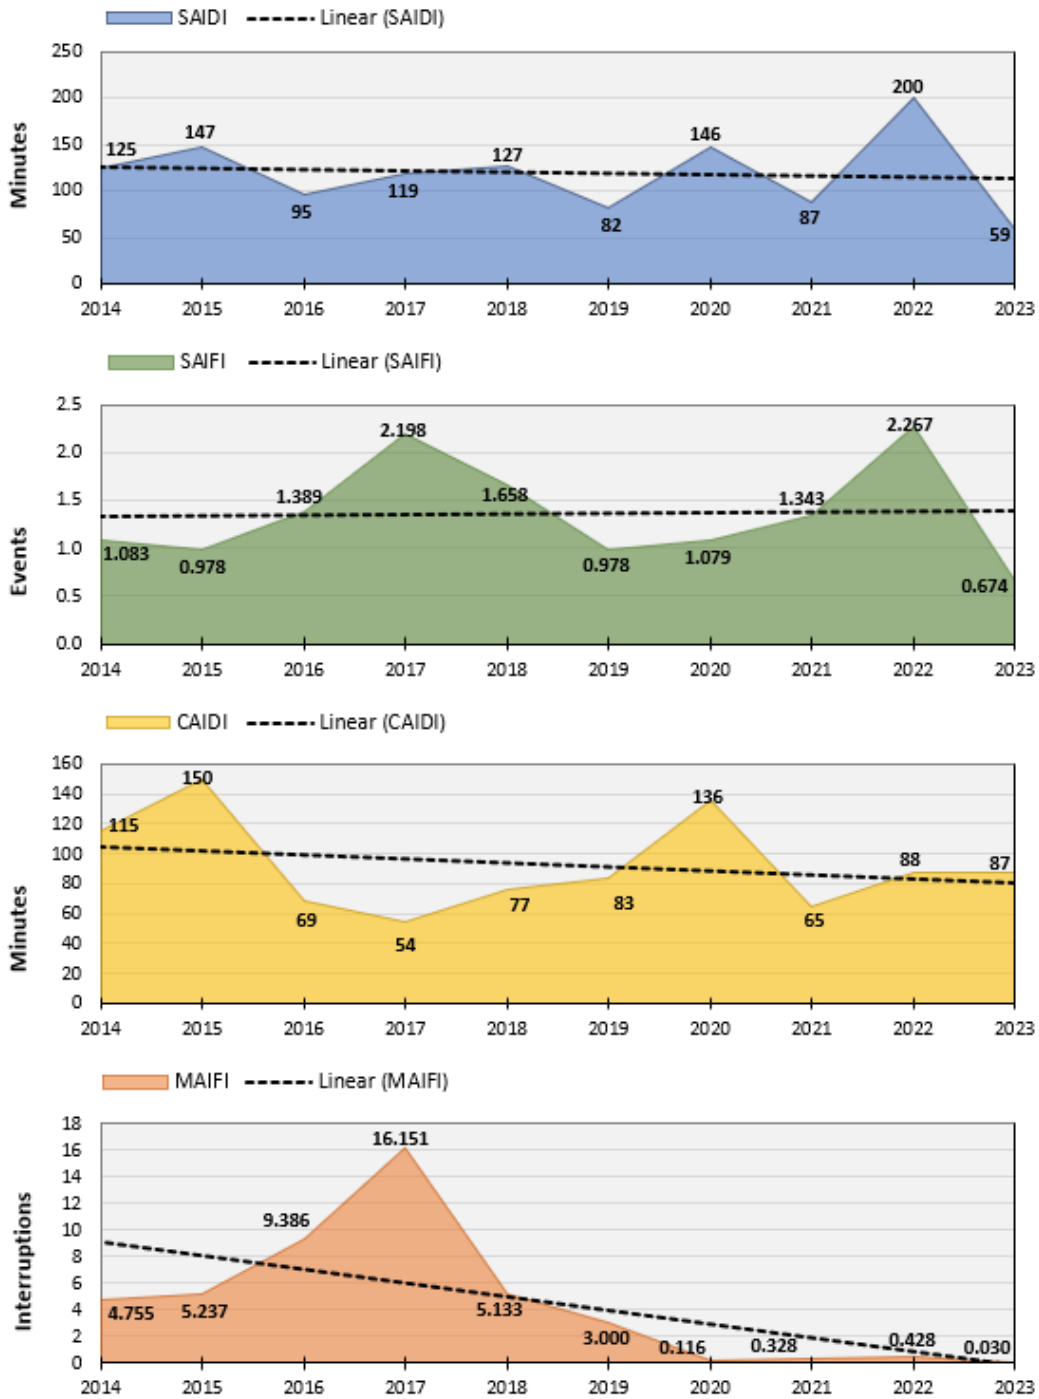 SAIDI Linear (SAIDI)
250
200
150
100
50
0
Minutes
125 147 95 119 127 82 146 87 200 59
2014 2015 2016 2017 2018 2019 2020 2021 2022 2023
SAIFI Linear (SAIFI)
2.5
2.0
1.5
1.0
0.5
0.0
Events
1.083 0.978 1.389 2.198 1.658 0.978 1.079 1.343 2.267 0.674
2014 2015 2016 2017 2018 2019 2020 2021 2022 2023
CAIDI Linear (CAIDI)
160
140
120
100
80
60
40
20
0
Minutes
115 150 69 54 77 83 136 65 88 87
2014 2015 2016 2017 2018 2019 2020 2021 2022 2023
MAIFI Linear (MAIFI)
18
16
14
12
10
8
6
4
2
0
Interruptions
4.755 5.237 9.386 16.151 5.133 3.000 0.116 0.328 0.428 0.030
2014 2015 2016 2017 2018 2019 2020 2021 2022 2023